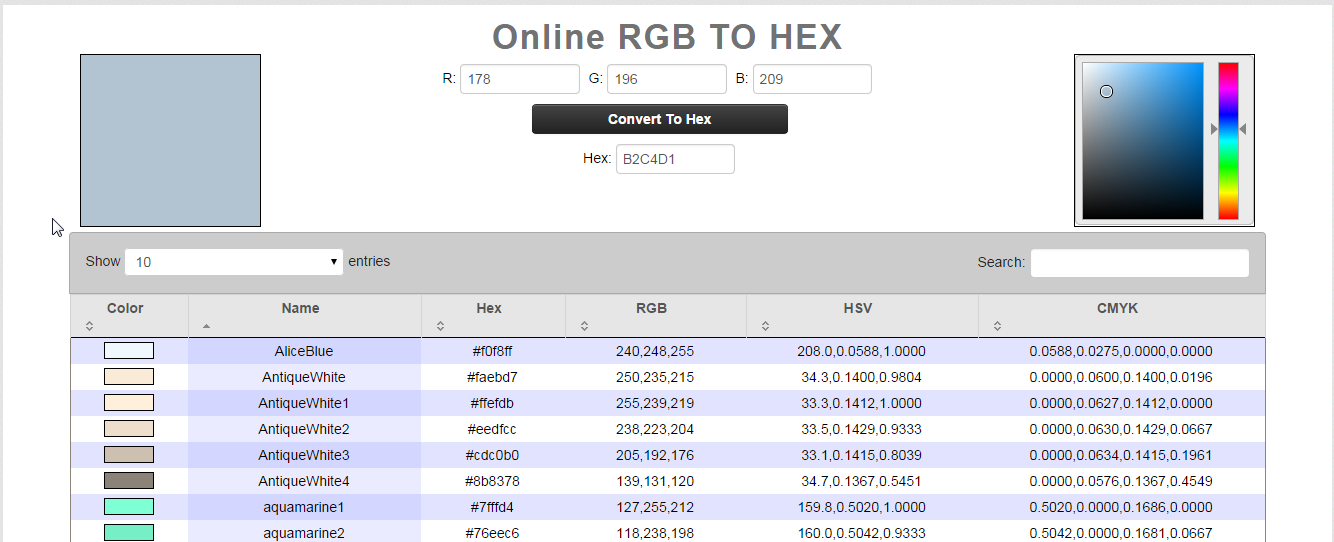 Online RGB TO HEX
R: 178 G: 196 B: 209
Convert To Hex
Hex: B2C4D1
Show 10 entries Search:
Color Name Hex RGB HSV CMYK
AliceBlue #f0f8ff 240,248,255 208.0,0.0588,1.0000 0.0588,0.0275,0.0000,0.0000
AntiqueWhite #faebd7 250,235,215 34.3,0.1400,0.9804 0.0000,0.0600,0.1400,0.0196
AntiqueWhite1 #ffefdb 255,239,219 33.3,0.1412,1.0000 0.0000,0.0627,0.1412,0.0000
AntiqueWhite2 #eedfcc 238,223,204 33.5,0.1429,0.9333 0.0000,0.0630,0.1429,0.0667
AntiqueWhite3 #cdc0b0 205,192,176 33.1,0.1415,0.8039 0.0000,0.0634,0.1415,0.1961
AntiqueWhite4 #8b8378 139,131,120 34.7,0.1367,0.5451 0.0000,0.0576,0.1367,0.4549
aquamarine1 #7fffd4 127,255,212 159.8,0.5020,1.0000 0.5020,0.0000,0.1686,0.0000
aquamarine2 #76eec6 118,238,198 160.0,0.5042,0.9333 0.5042,0.0000,0.1681,0.0667